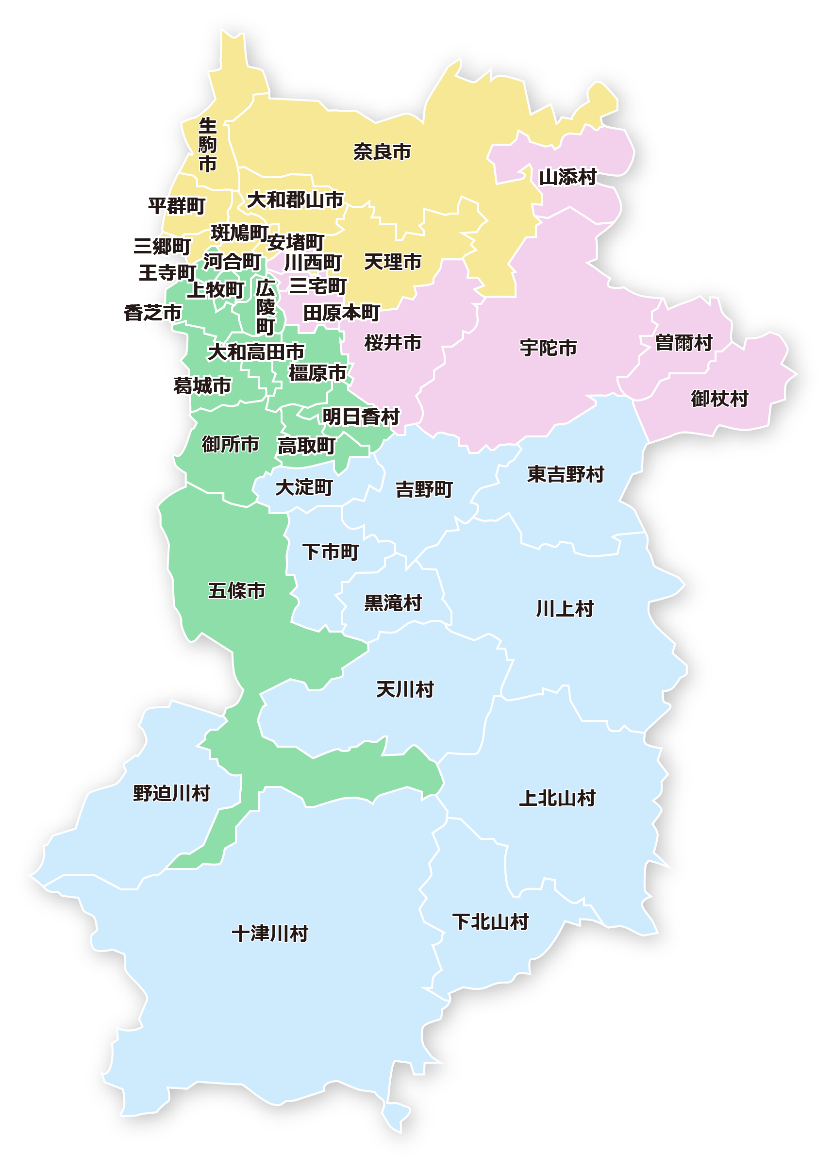 生駒市
奈良市
山添村
平群町
大和郡山市
斑鳩町
安堵町
三郷町
河合町
川西町
天理市
王寺町
上牧町
広陵町
三宅町
香芝市
田原本町
桜井市
宇陀市
曽爾村
大和高田市
橿原市
葛城市
御杖村
明日香村
御所市
高取町
大淀町
吉野町
東吉野村
下市町
五條市
黒滝村
川上村
天川村
野迫川村
上北山村
下北山村
十津川村